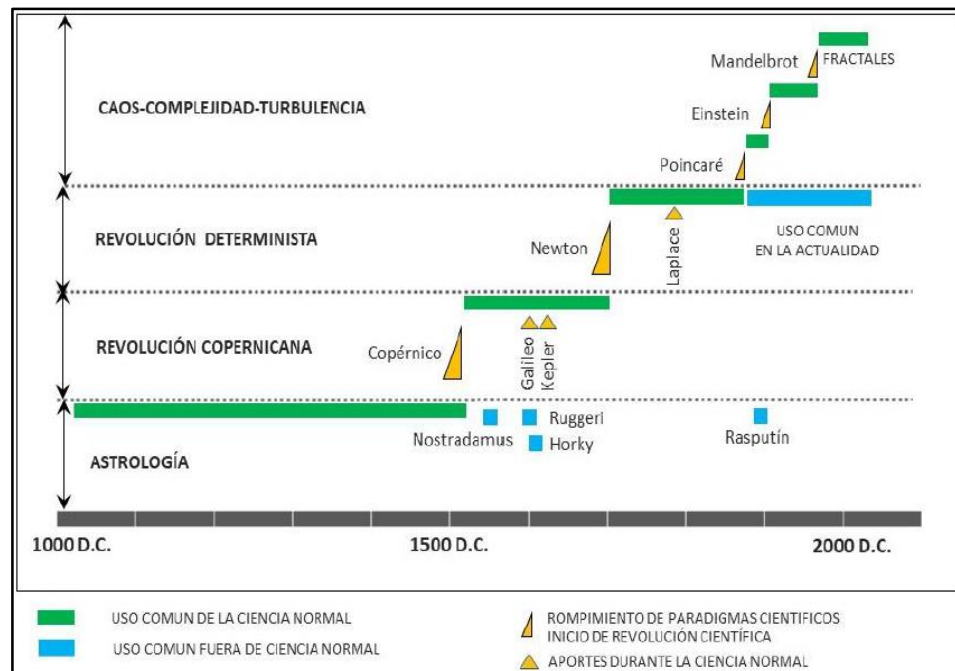 Mandelbrot
FRACTALES
CAOS-COMPLEJIDAD-TURBULENCIA
Einstein
Poincaré
REVOLUCIÓN DETERMINISTA
Newton
Laplace
USO COMUN
EN LA ACTUALIDAD
REVOLUCIÓN COPERNICANA
Copérnico
Galileo
Kepler
Nostradamus
Ruggeri
Horky
Rasputín
ASTROLOGÍA
1000 D.C.
1500 D.C.
2000 D.C.
USO COMUN DE LA CIENCIA NORMAL
USO COMUN FUERA DE CIENCIA NORMAL
ROMPIMIENTO DE PARADIGMAS CIENTIFICOS
INICIO DE REVOLUCIÓN CIENTÍFICA
APORTES DURANTE LA CIENCIA NORMAL